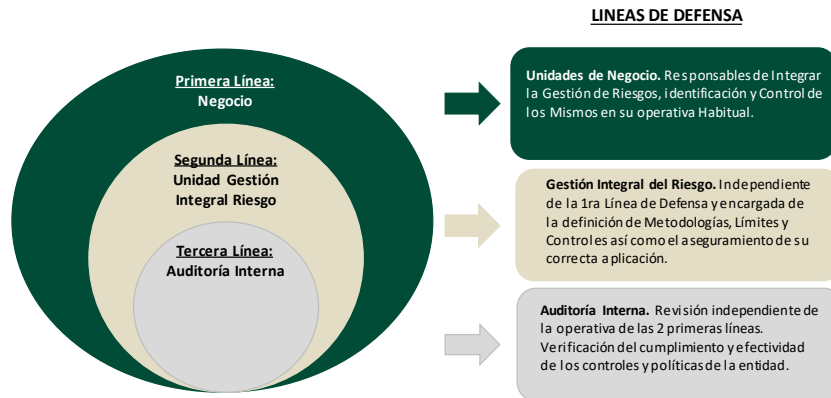 LINEAS DE DEFENSA
Primera Línea:
Negocio
Unidades de Negocio. Responsables de Integrar
la Gestión de Riesgos, identificación y Control de
los Mismos en su operativa Habitual.
Segunda Línea:
Unidad Gestión
Integral Riesgo
Gestión Integral del Riesgo. Independiente
de la 1ra Línea de Defensa y encargada de
la definición de Metodologías, Límites y
Controles así como el aseguramiento de su
correcta aplicación.
Tercera Línea:
Auditoría Interna
Auditoría Interna. Revisión independiente de
la operativa de las 2 primeras líneas.
Verificación del cumplimiento y efectividad
de los controles y políticas de la entidad.